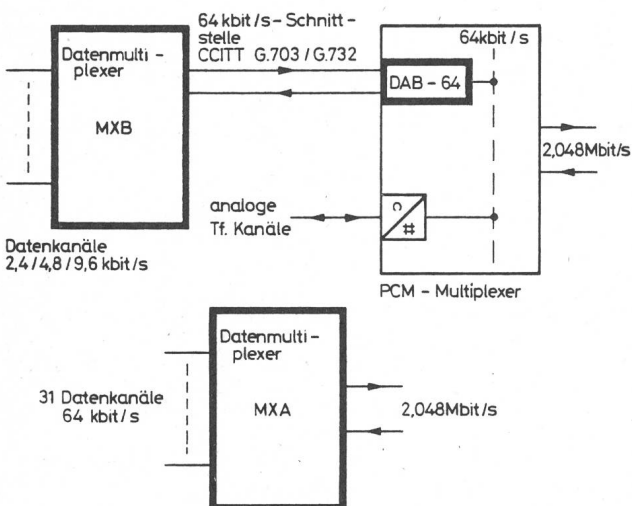 64 kbit/s-Schnitt-
stelle
CCITT G.703/G.732
Datenmulti-
plexer
MXB
64kbit/s
DAB-64
2,048Mbit/s
analoge
Tf. Kanäle
Datenkanäle
2,4/4,8/9,6 kbit/s
PCM - Multiplexer
Datenmulti-
plexer
MXA
31 Datenkanäle
64 kbit/s
2,048Mbit/s